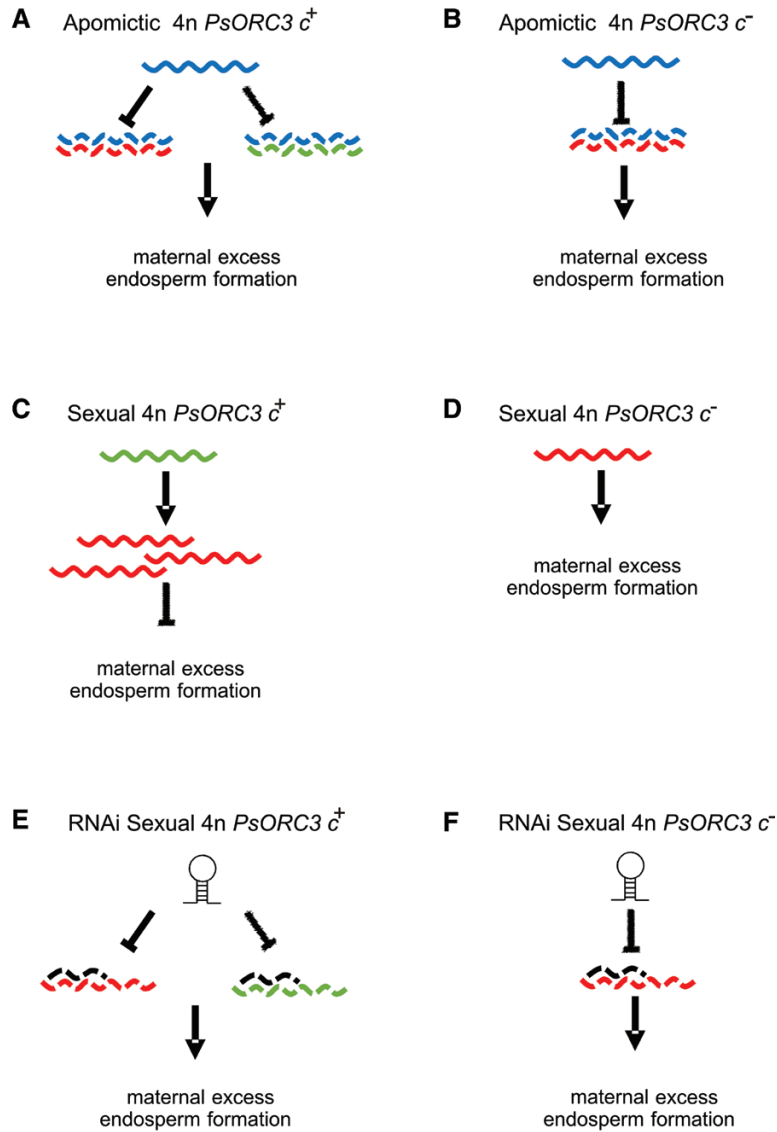 A Apomictic 4n PsORC3 c+
maternal excess
endosperm formation
B Apomictic 4n PsORC3 c-
maternal excess
endosperm formation
C Sexual 4n PsORC3 c+
maternal excess
endosperm formation
D Sexual 4n PsORC3 c-
maternal excess
endosperm formation
E RNAi Sexual 4n PsORC3 c+
maternal excess
endosperm formation
F RNAi Sexual 4n PsORC3 c-
maternal excess
endosperm formation